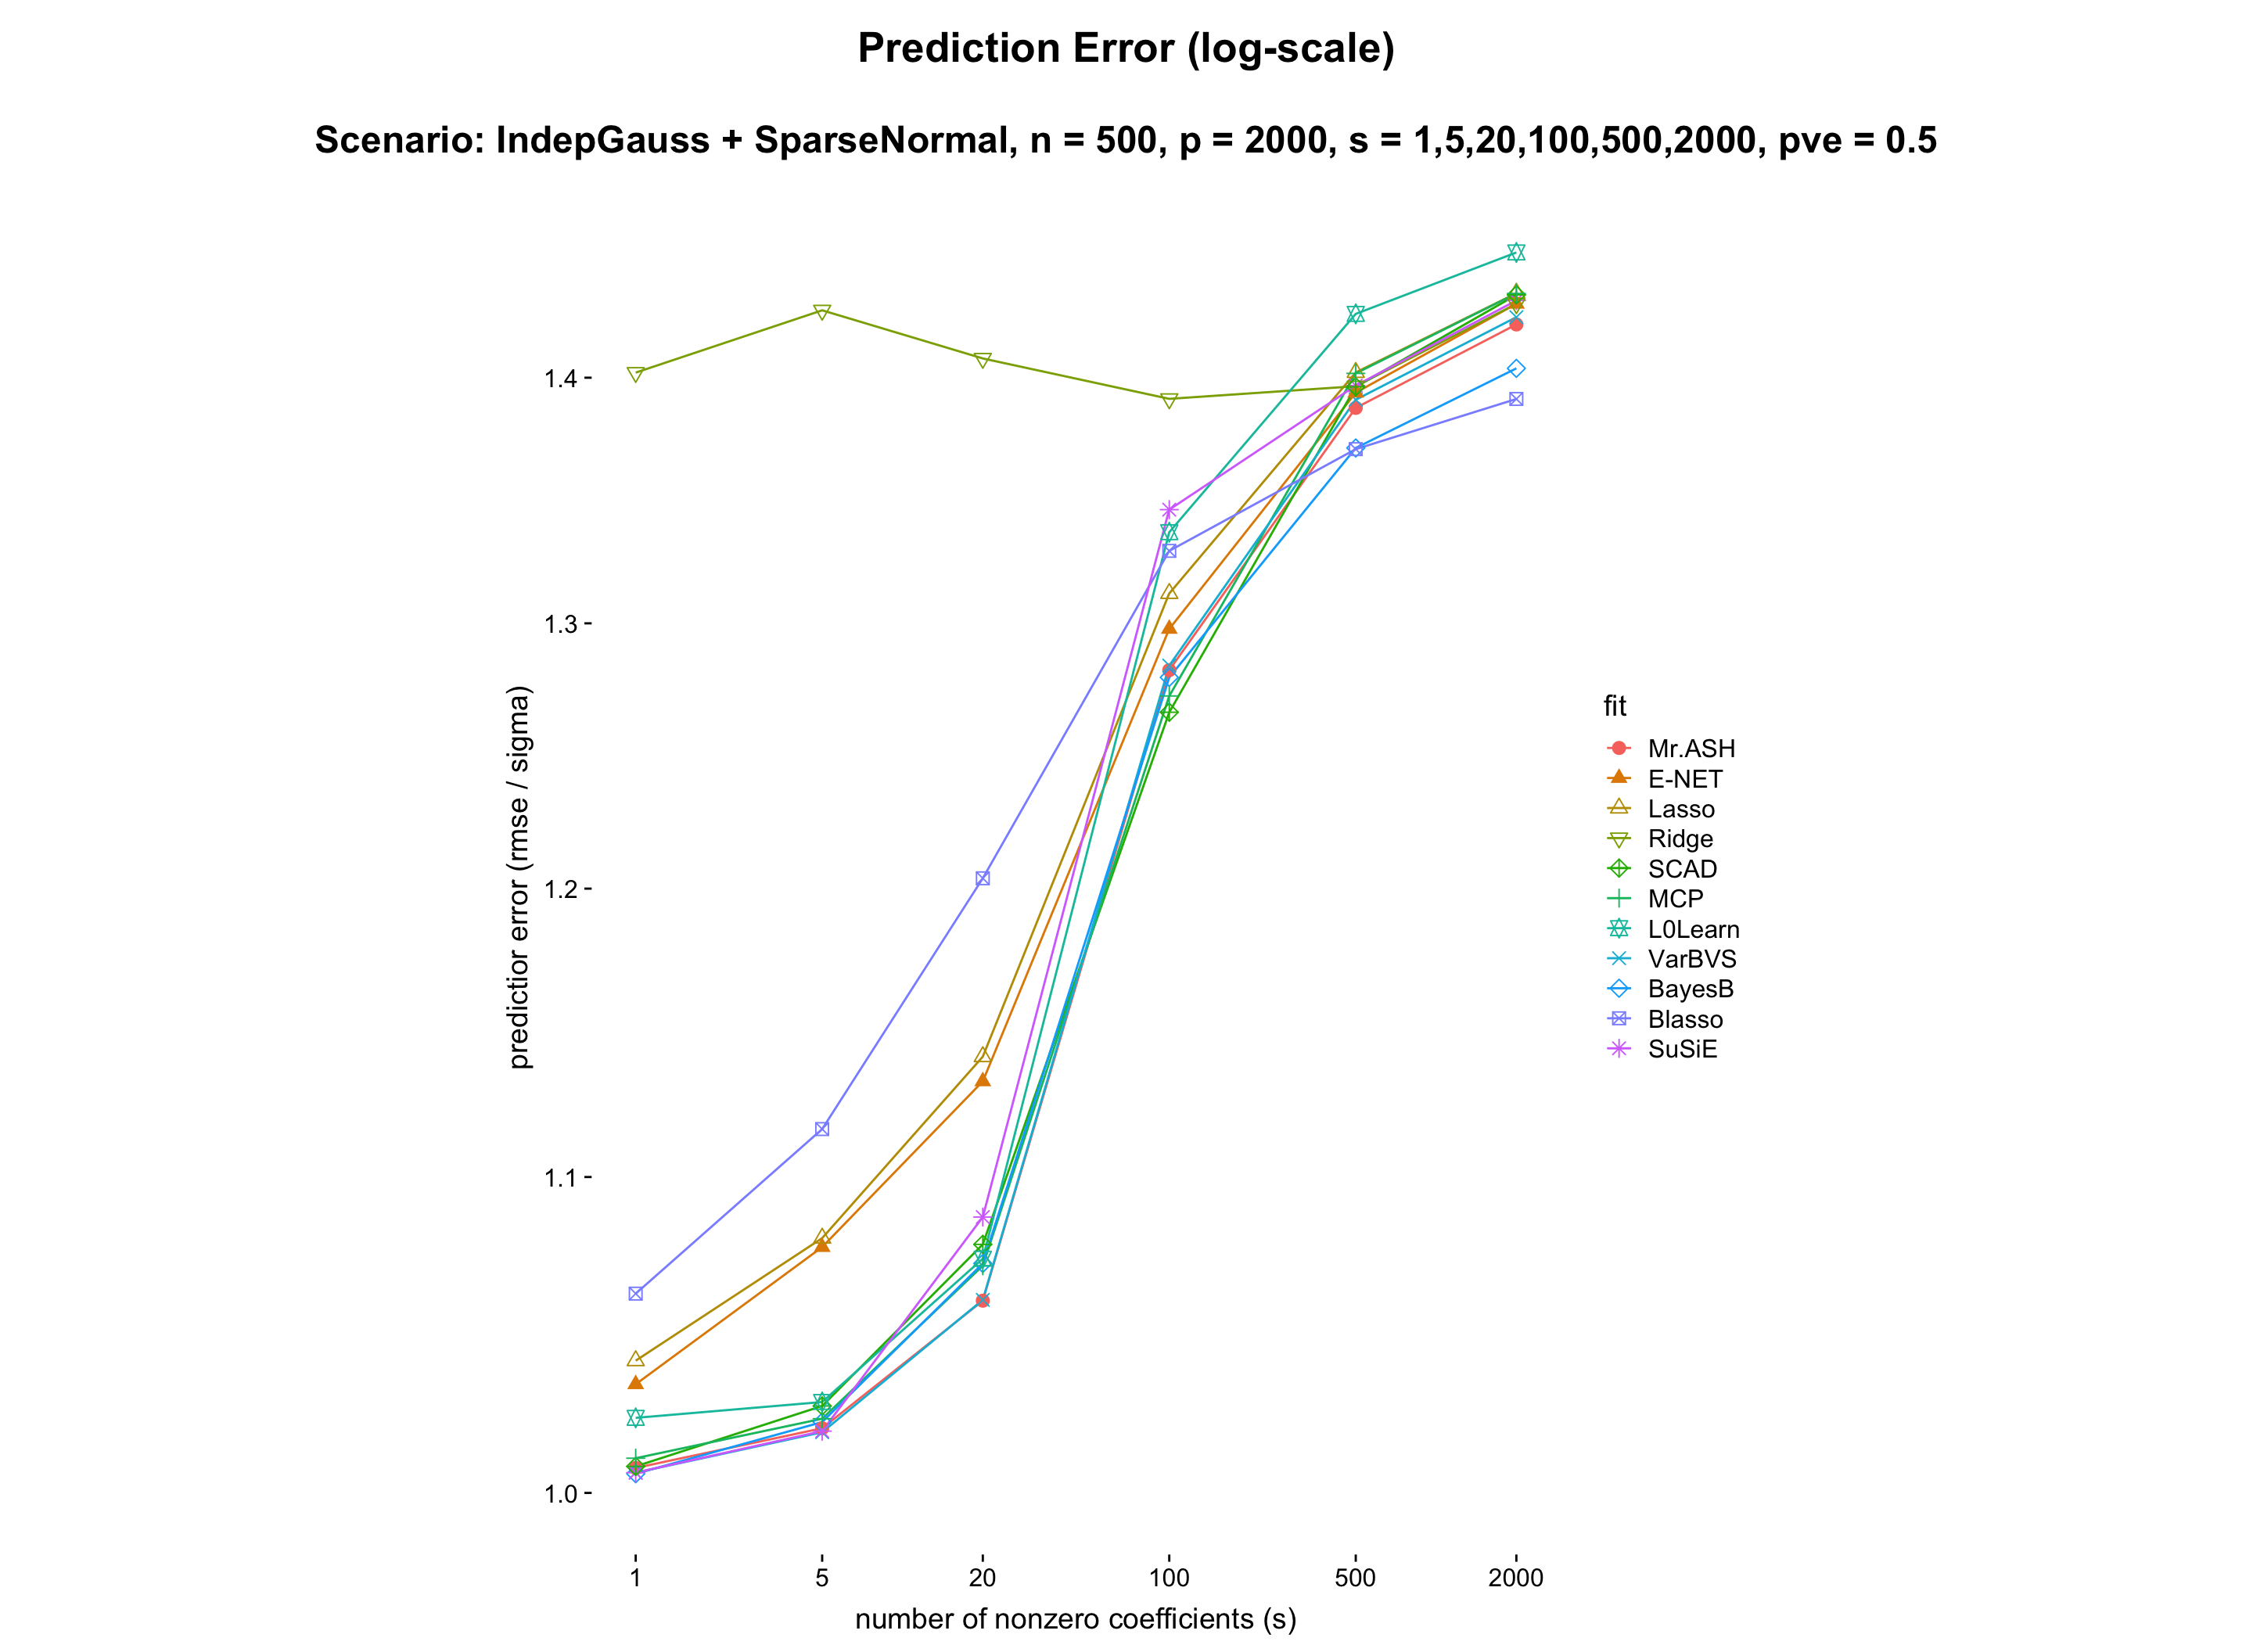 Prediction Error (log-scale)
Scenario: IndepGauss + SparseNormal, n = 500, p = 2000, s = 1,5,20,100,500,2000, pve = 0.5
predictior error (rmse / sigma)
1.4
1.3
1.2
1.1
1.0
1 5 20 100 500 2000
number of nonzero coefficients (s)
fit
Mr.ASH
E-NET
Lasso
Ridge
SCAD
MCP
L0Learn
VarBVS
BayesB
Blasso
SuSiE